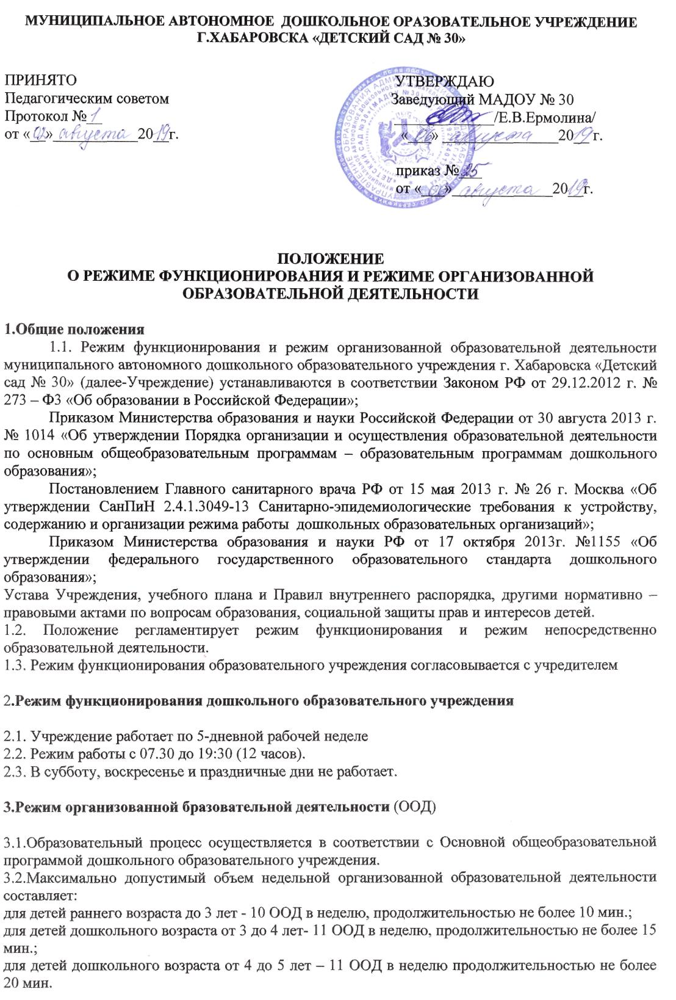 МУНИЦИПАЛЬНОЕ АВТОНОМНОЕ ДОШКОЛЬНОЕ ОРАЗОВАТЕЛЬНОЕ УЧРЕЖДЕНИЕ
Г.ХАБАРОВСКА «ДЕТСКИЙ САД № 30»
ПРИНЯТО
Педагогическим советом
Протокол № 1
от «02» августа 2019г.
УТВЕРЖДАЮ
Заведующий МАДОУ № 30
/Е.В.Ермолина/
«06» августа 2019 г.
приказ № 25
от «06» августа 2019г.
ПОЛОЖЕНИЕ
О РЕЖИМЕ ФУНКЦИОНИРОВАНИЯ И РЕЖИМЕ ОРГАНИЗОВАННОЙ
ОБРАЗОВАТЕЛЬНОЙ ДЕЯТЕЛЬНОСТИ
1.Общие положения
1.1. Режим функционирования и режим организованной образовательной деятельности
муниципального автономного дошкольного образовательного учреждения г. Хабаровска «Детский
сад № 30» (далее-Учреждение) устанавливаются в соответствии Законом РФ от 29.12.2012 г. №
273 – ФЗ «Об образовании в Российской Федерации»;
Приказом Министерства образования и науки Российской Федерации от 30 августа 2013 г.
№ 1014 «Об утверждении Порядка организации и осуществления образовательной деятельности
по основным общеобразовательным программам – образовательным программам дошкольного
образования»;
Постановлением Главного санитарного врача РФ от 15 мая 2013 г. № 26 г. Москва «Об
утверждении СанПиН 2.4.1.3049-13 Санитарно-эпидемиологические требования к устройству,
содержанию и организации режима работы дошкольных образовательных организаций»;
Приказом Министерства образования и науки РФ от 17 октября 2013г. №1155 «Об
утверждении федерального государственного образовательного стандарта дошкольного
образования»;
Устава Учреждения, учебного плана и Правил внутреннего распорядка, другими нормативно –
правовыми актами по вопросам образования, социальной защиты прав и интересов детей.
1.2. Положение регламентирует режим функционирования и режим непосредственно
образовательной деятельности.
1.3. Режим функционирования образовательного учреждения согласовывается с учредителем
2.Режим функционирования дошкольного образовательного учреждения
2.1. Учреждение работает по 5-дневной рабочей неделе
2.2. Режим работы с 07.30 до 19:30 (12 часов).
2.3. В субботу, воскресенье и праздничные дни не работает.
3.Режим организованной бразовательной деятельности (ООД)
3.1.Образовательный процесс осуществляется в соответствии с Основной общеобразовательной
программой дошкольного образовательного учреждения.
3.2.Максимально допустимый объем недельной организованной образовательной деятельности
составляет:
для детей раннего возраста до 3 лет - 10 ООД в неделю, продолжительностью не более 10 мин.;
для детей дошкольного возраста от 3 до 4 лет- 11 ООД в неделю, продолжительностью не более 15
мин.;
для детей дошкольного возраста от 4 до 5 лет – 11 ООД в неделю продолжительностью не более
20 мин.